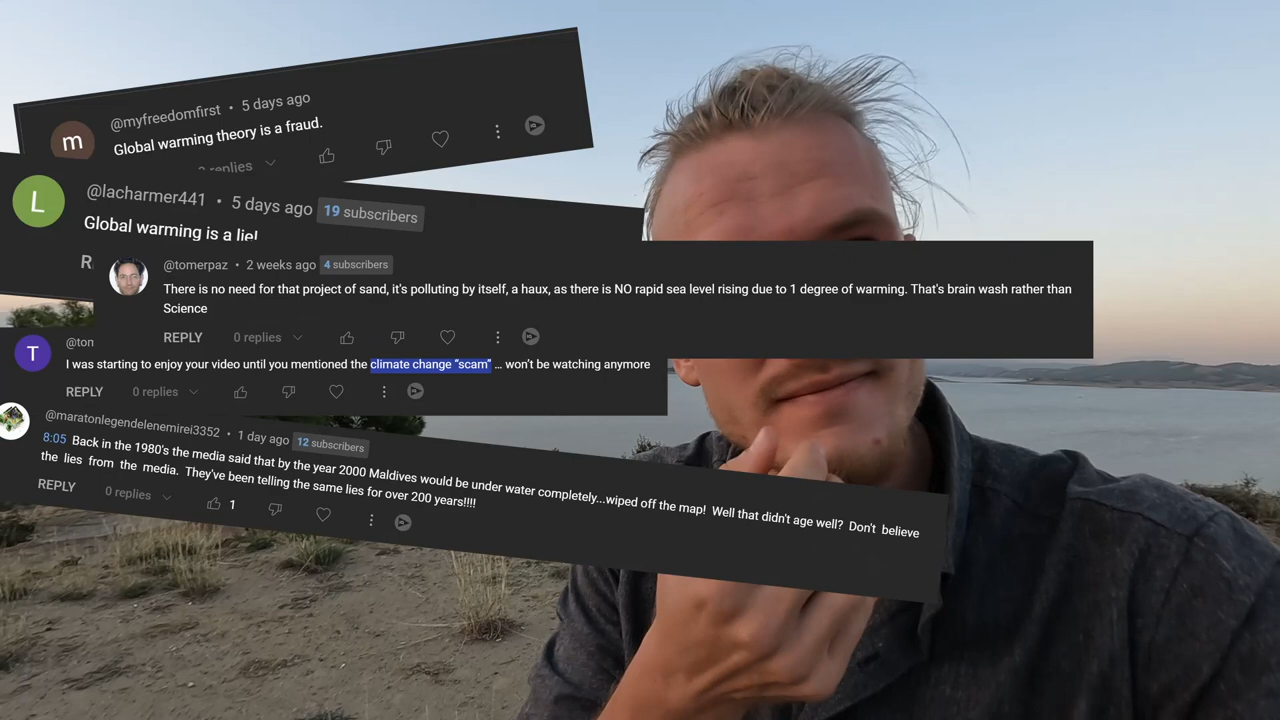 @myfreedomfirst • 5 days ago
Global warming theory is a fraud.
replies
@lacharmer441 • 5 days ago 19 subscribers
Global warming is a lie!
R
@tomerpaz • 2 weeks ago 4 subscribers
There is no need for that project of sand, it's polluting by itself, a haux, as there is NO rapid sea level rising due to 1 degree of warming. That's brain wash rather than
Science
REPLY 0 replies
@ton
I was starting to enjoy your video until you mentioned the climate change “scam” ... won't be watching anymore
REPLY 0 replies
@maratonlegendelenemirei3352 • 1 day ago 12 subscribers
8:05 Back in the 1980's the media said that by the year 2000 Maldives would be under water completely...wiped off the map! Well that didn't age well? Don't believe
the lies from the media. They've been telling the same lies for over 200 years!!!!
REPLY 0 replies 1
m
L
T